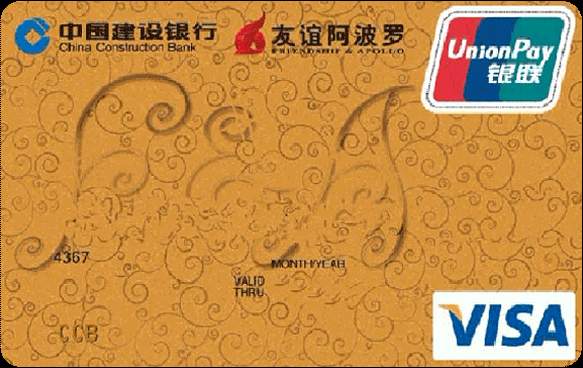 中国建设银行
China Construction Bank
友谊阿波罗
FRIENDSHIP & APOLLO
UnionPay
银联
4367
MONTH/YEAR
VALID
THRU
CCB
VISA